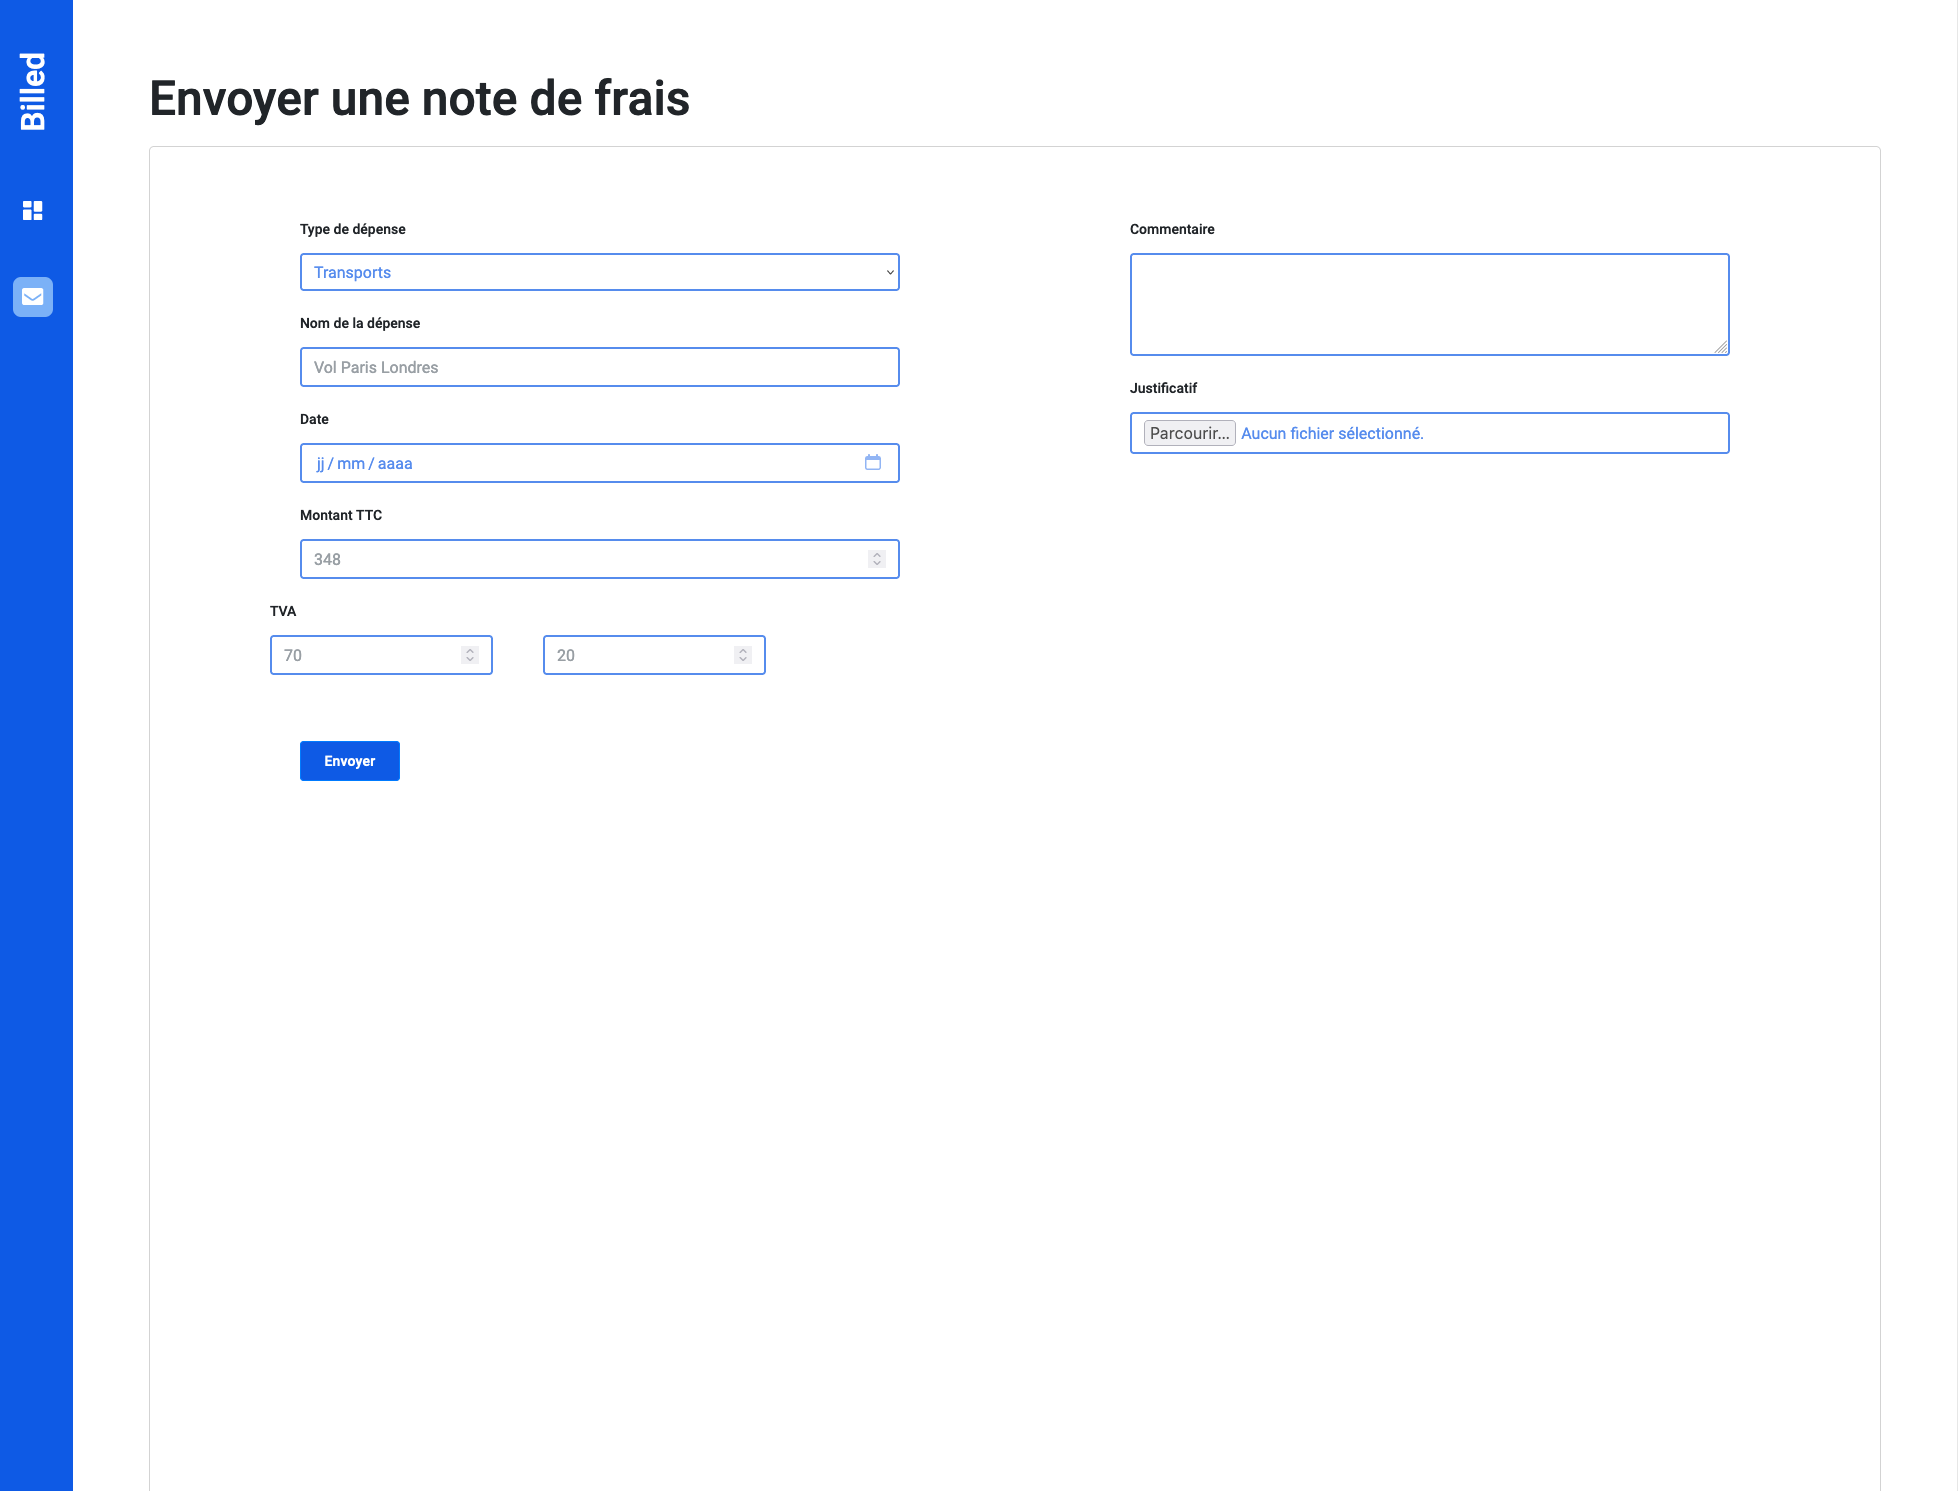 Billed
Envoyer une note de frais
Type de dépense
Transports
Nom de la dépense
Vol Paris Londres
Date
jj / mm / aaaa
Montant TTC
348
TVA
70
20
Envoyer
Commentaire
Justificatif
Parcourir... Aucun fichier sélectionné.